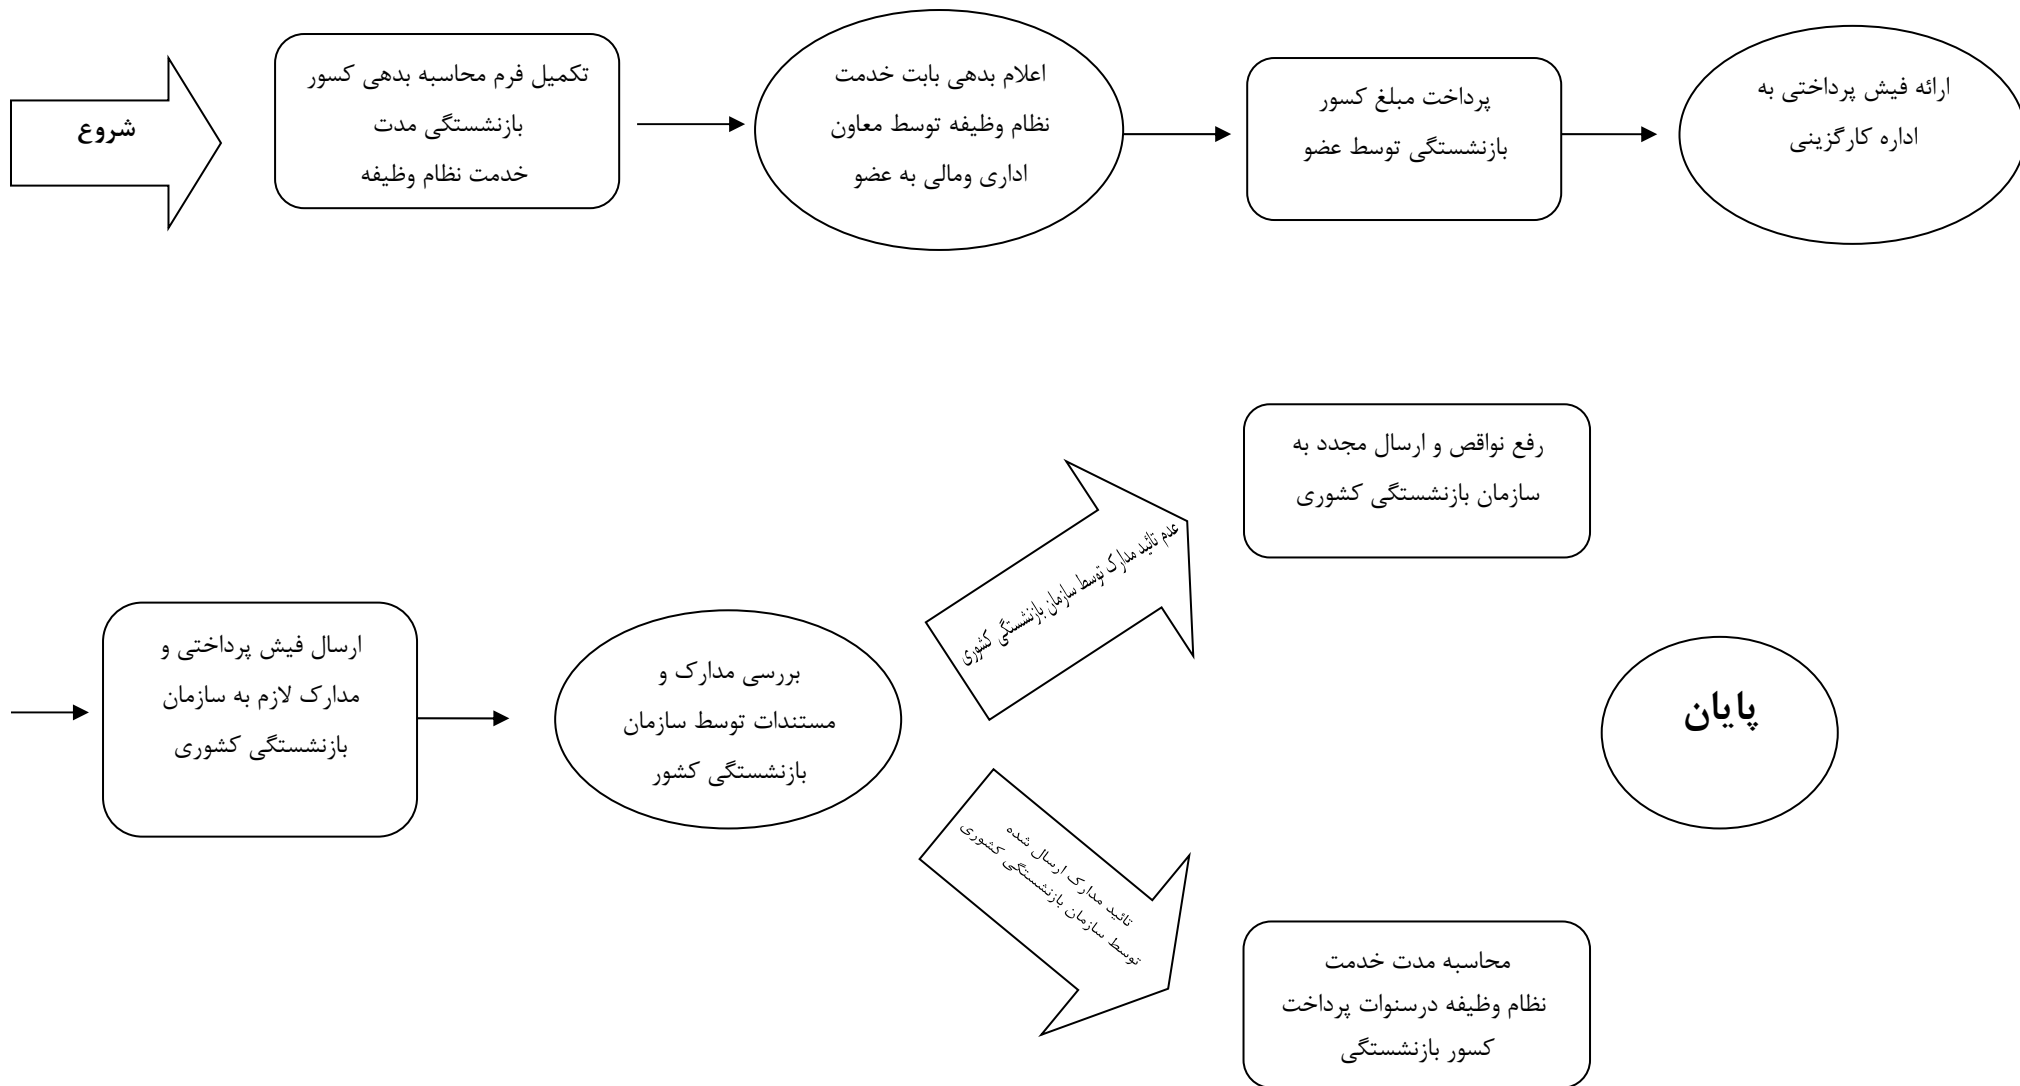 شروع
تکمیل فرم محاسبه بدهی کسور
بازنشستگی مدت
خدمت نظام وظیفه
اعلام بدهی بابت خدمت
نظام وظیفه توسط معاون
اداری ومالی به عضو
پرداخت مبلغ کسور
بازنشستگی توسط عضو
ارائه فیش پرداختی به
اداره کارگزینی
ارسال فیش پرداختی و
مدارک لازم به سازمان
بازنشستگی کشوری
بررسی مدارک و
مستندات توسط سازمان
بازنشستگی کشور
عدم تائید مدارک توسط سازمان بازنشستگی کشوری
رفع نواقص و ارسال مجدد به
سازمان بازنشستگی کشوری
تائید مدارک ارسال شده
توسط سازمان بازنشستگی کشوری
محاسبه مدت خدمت
نظام وظیفه درسنوات پرداخت
کسور بازنشستگی
پایان